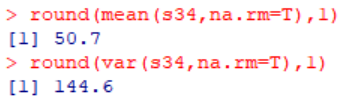 > round(mean(s34,na.rm=T),1)
[1] 50.7
> round(var(s34,na.rm=T),1)
[1] 144.6